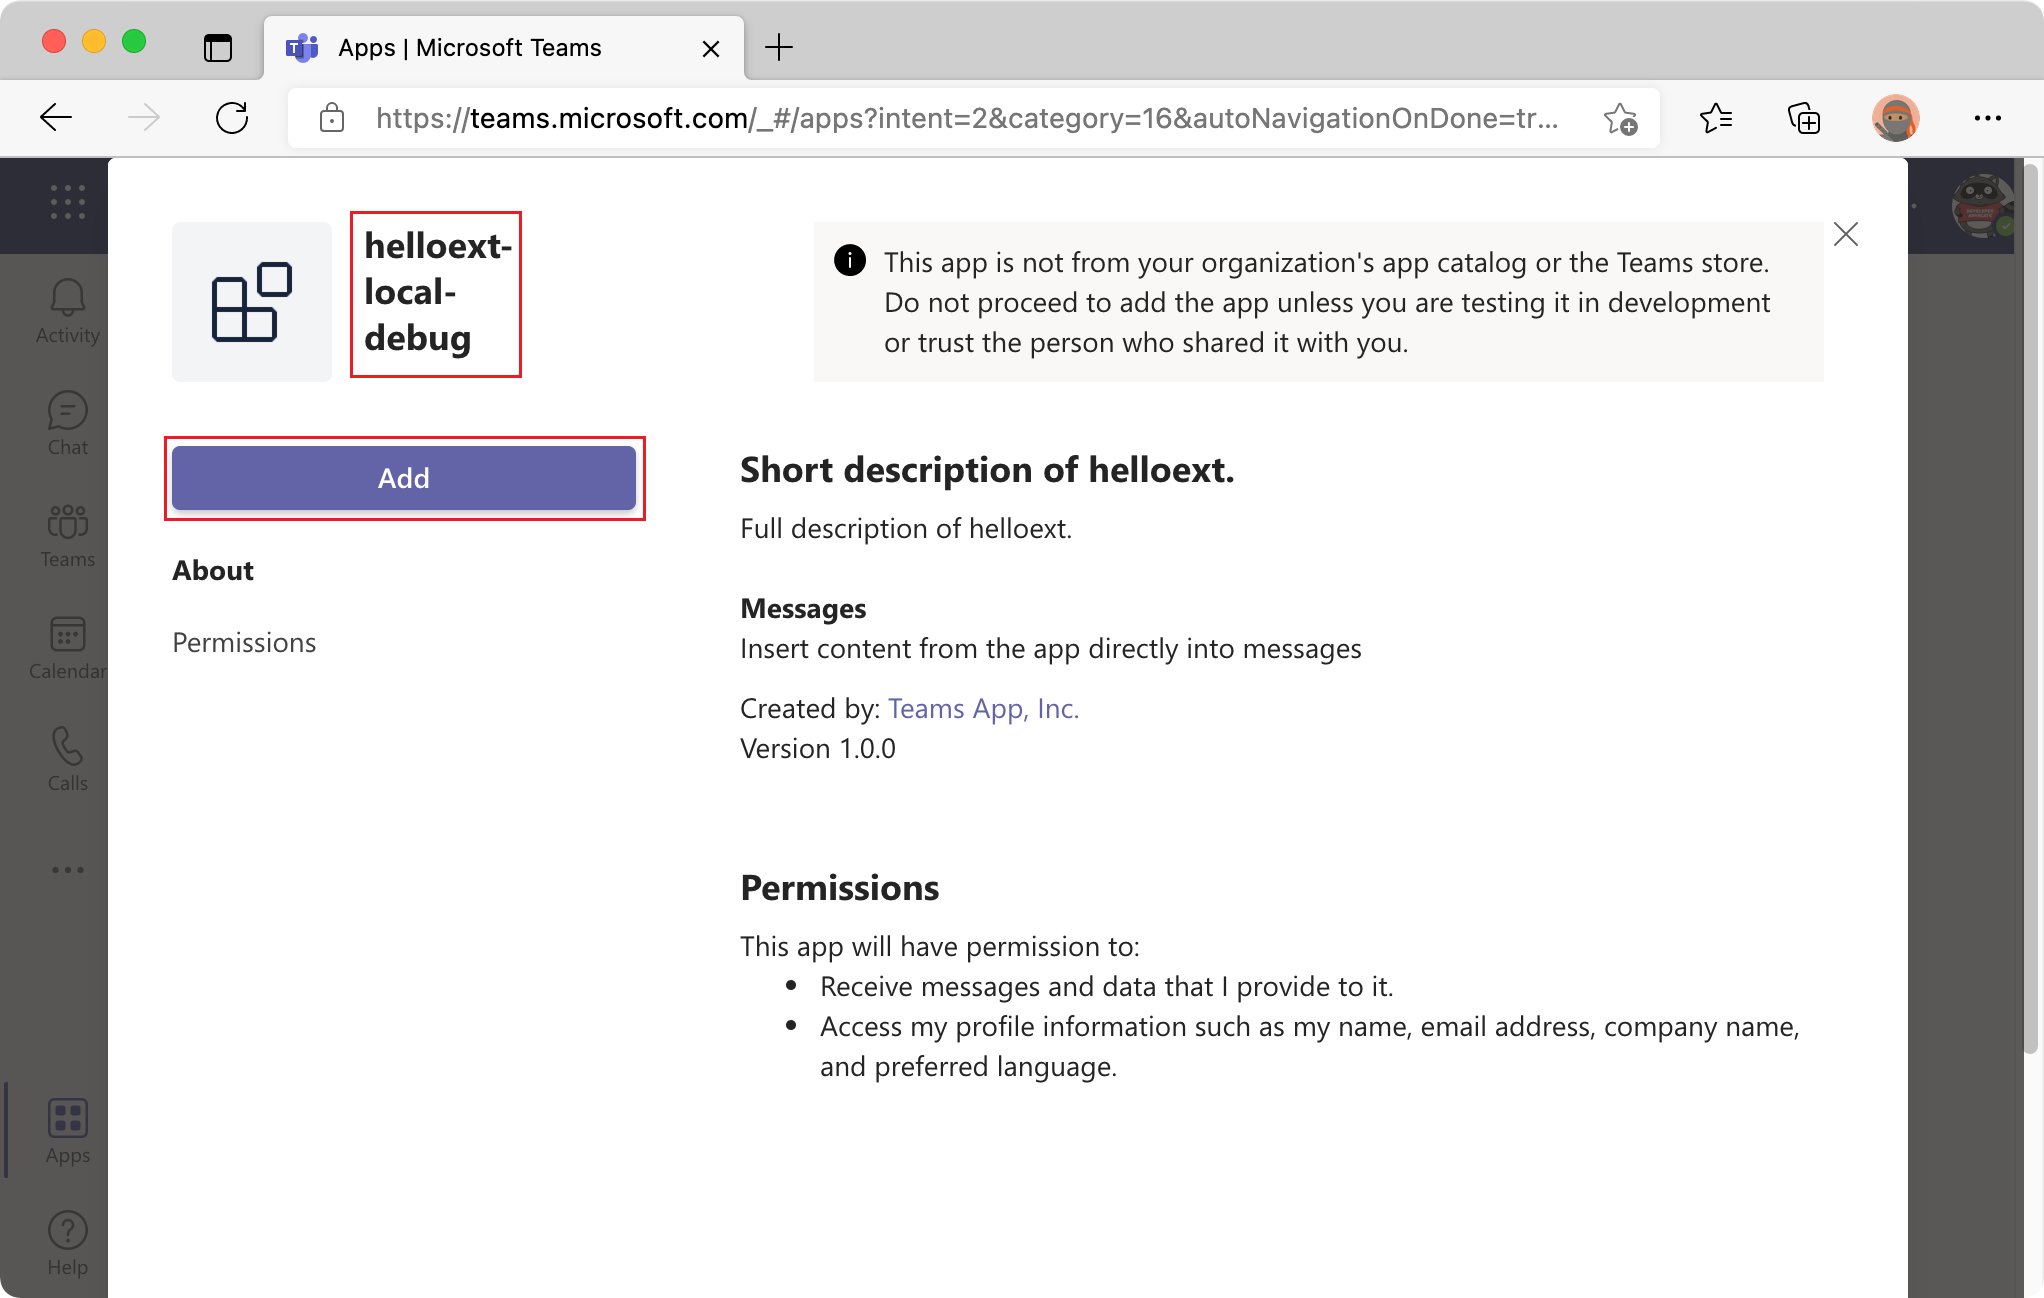 Apps | Microsoft Teams
https://teams.microsoft.com/_#/apps?intent=2&category=16&autoNavigationOnDone=tr...
helloext-
local-
debug
This app is not from your organization's app catalog or the Teams store.
Do not proceed to add the app unless you are testing it in development
or trust the person who shared it with you.
Activity
Chat
Teams
Calendar
Calls
Apps
Help
Add
About
Permissions
Short description of helloext.
Full description of helloext.
Messages
Insert content from the app directly into messages
Created by: Teams App, Inc.
Version 1.0.0
Permissions
This app will have permission to:
• Receive messages and data that I provide to it.
• Access my profile information such as my name, email address, company name,
and preferred language.